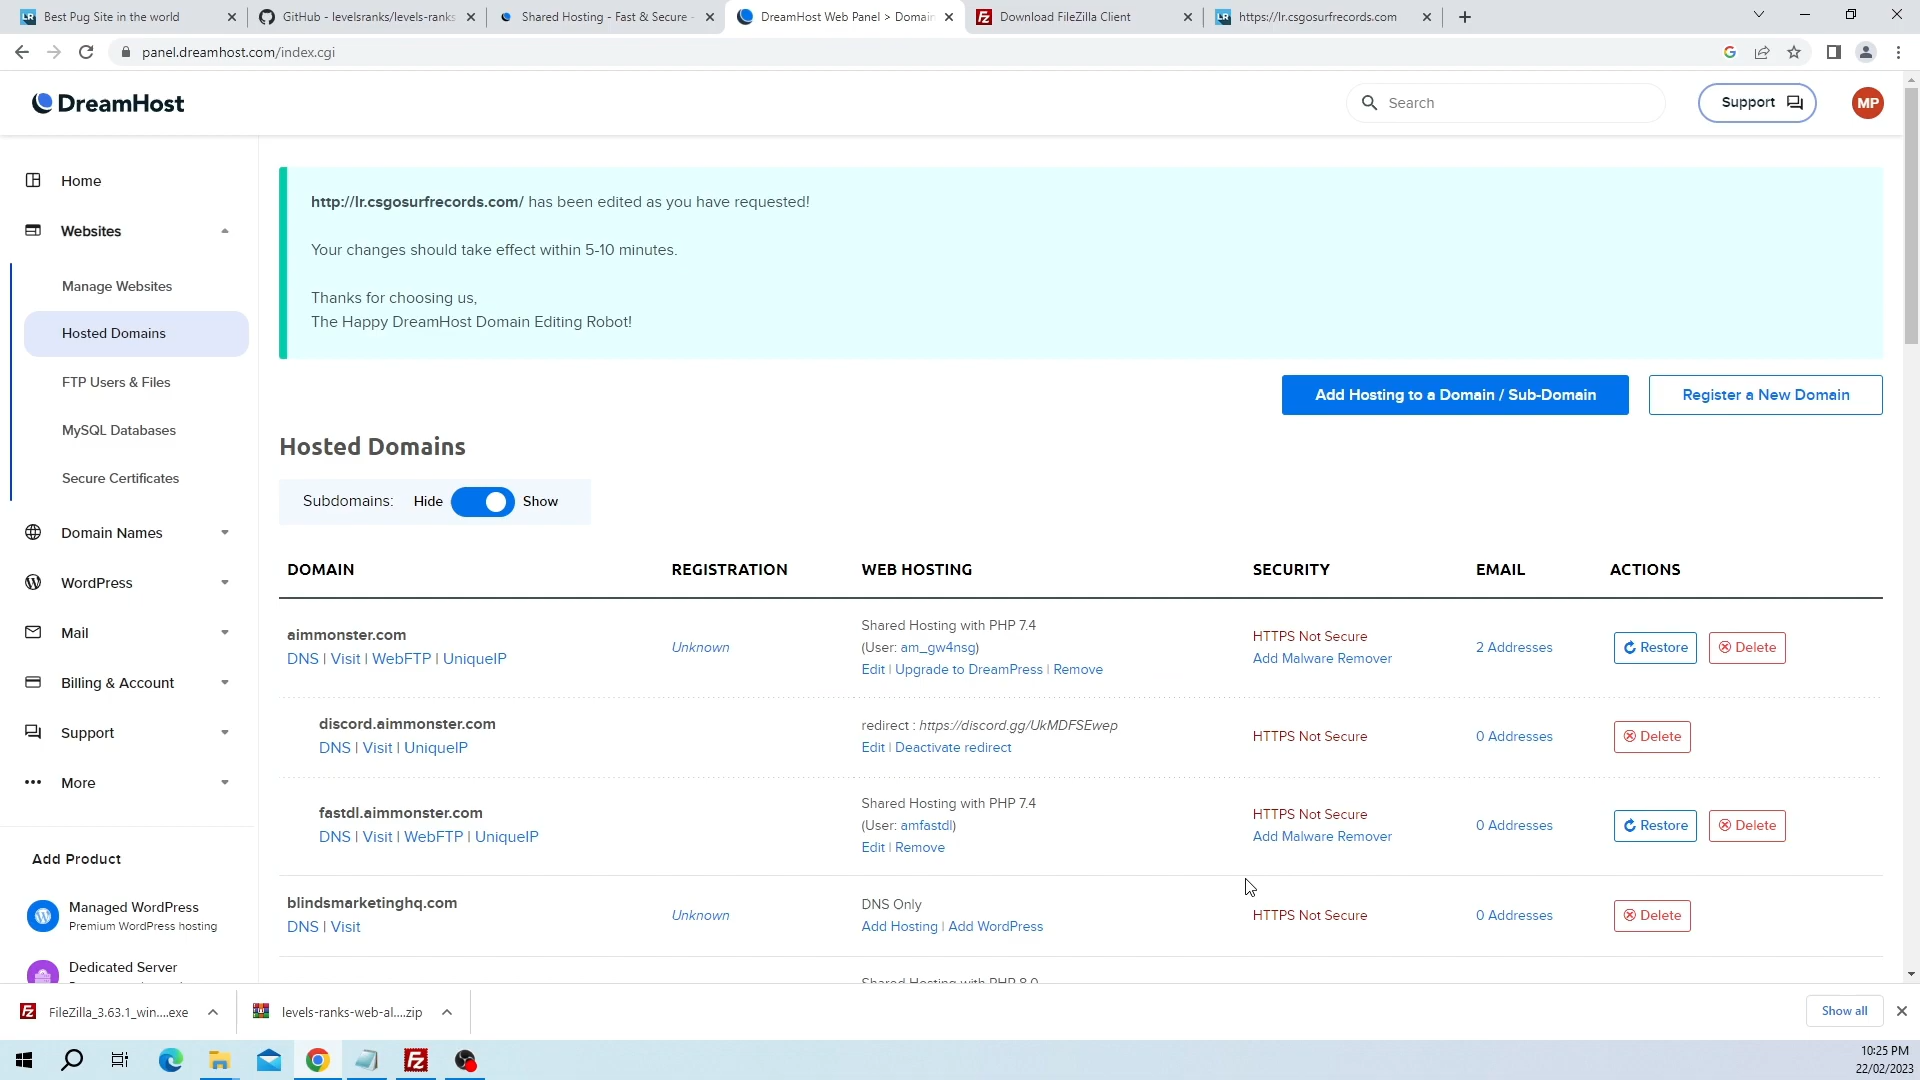 Best Pug Site in the world
GitHub - levelsranks/levels-ranks
Shared Hosting - Fast & Secure -
DreamHost Web Panel > Domain
Download FileZilla Client
https://lr.csgosurfrecords.com
panel.dreamhost.com/index.cgi
DreamHost
Search
Support
MP
Home
Websites
Manage Websites
Hosted Domains
FTP Users & Files
MySQL Databases
Secure Certificates
Domain Names
WordPress
Mail
Billing & Account
Support
More
Add Product
Managed WordPress
Premium WordPress hosting
Dedicated Server
http://lr.csgosurfrecords.com/ has been edited as you have requested!
Your changes should take effect within 5-10 minutes.
Thanks for choosing us,
The Happy DreamHost Domain Editing Robot!
Add Hosting to a Domain / Sub-Domain
Register a New Domain
Hosted Domains
Subdomains: Hide Show
DOMAIN REGISTRATION WEB HOSTING SECURITY EMAIL ACTIONS
aimmonster.com
DNS | Visit | WebFTP | UniqueIP
Unknown
Shared Hosting with PHP 7.4
(User: am_gw4nsg)
Edit | Upgrade to DreamPress | Remove
HTTPS Not Secure
Add Malware Remover
2 Addresses
Restore
Delete
discord.aimmonster.com
DNS | Visit | UniqueIP
redirect : https://discord.gg/UkMDFSEwep
Edit | Deactivate redirect
HTTPS Not Secure
0 Addresses
Delete
fastdl.aimmonster.com
DNS | Visit | WebFTP | UniqueIP
Shared Hosting with PHP 7.4
(User: amfastdl)
Edit | Remove
HTTPS Not Secure
Add Malware Remover
0 Addresses
Restore
Delete
blindsmarketinghq.com
DNS | Visit
Unknown
DNS Only
Add Hosting | Add WordPress
HTTPS Not Secure
0 Addresses
Delete
Shared Hosting with PHP 8.0
FileZilla_3.63.1_win....exe
levels-ranks-web-al....zip
Show all
10:25 PM
22/02/2023